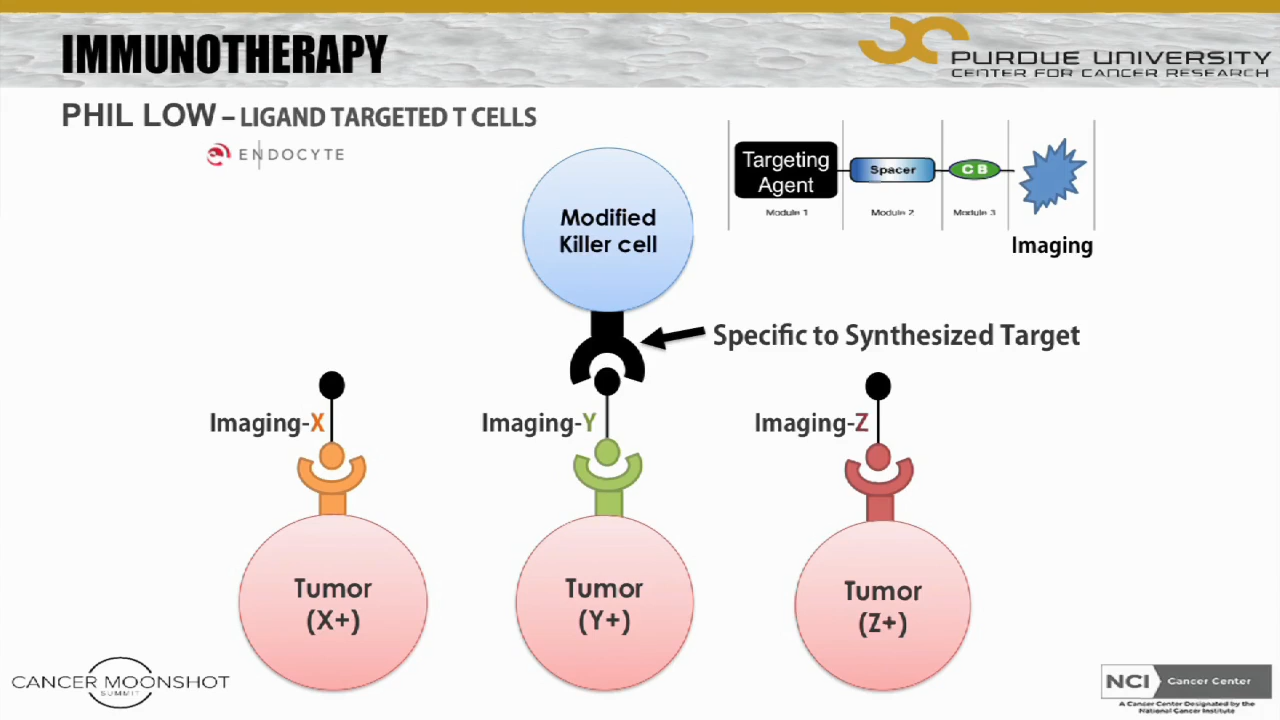 IMMUNOTHERAPY
PURDUE UNIVERSITY
CENTER FOR CANCER RESEARCH
PHIL LOW – LIGAND TARGETED T CELLS
ENDOCYTE
Targeting
Agent
Spacer
C B
Module 1
Module 2
Module 3
Imaging
Modified
Killer cell
Specific to Synthesized Target
Imaging-X
Imaging-Y
Imaging-Z
Tumor
(X+)
Tumor
(Y+)
Tumor
(Z+)
CANCER MOONSHOT
SUMMIT
NCI
Cancer Center
A Cancer Center Designated by the
National Cancer Institute